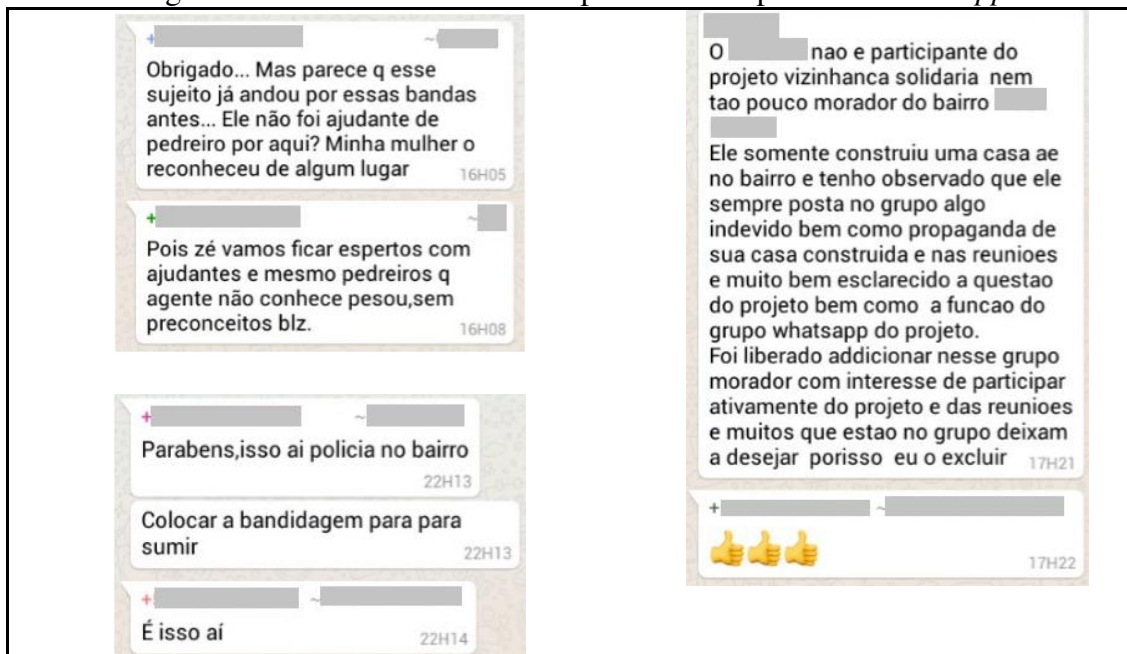 Obrigado... Mas parece q esse
sujeito já andou por essas bandas
antes... Ele não foi ajudante de
pedreiro por aqui? Minha mulher o
reconheceu de algum lugar 16H05
Pois zé vamos ficar espertos com
ajudantes e mesmo pedreiros q
agente não conhece pesou,sem
preconceitos blz. 16H08
Parabens,isso ai policia no bairro
22H13
Colocar a bandidagem para para
sumir 22H13
É isso aí 22H14
O nao e participante do
projeto vizinhanca solidaria nem
tao pouco morador do bairro
Ele somente construiu uma casa ae
no bairro e tenho observado que ele
sempre posta no grupo algo
indevido bem como propaganda de
sua casa construida e nas reunioes
e muito bem esclarecido a questao
do projeto bem como a funcao do
grupo whatsapp do projeto.
Foi liberado addicionar nesse grupo
morador com interesse de participar
ativamente do projeto e das reunioes
e muitos que estao no grupo deixam
a desejar porisso eu o excluir 17H21
17H22